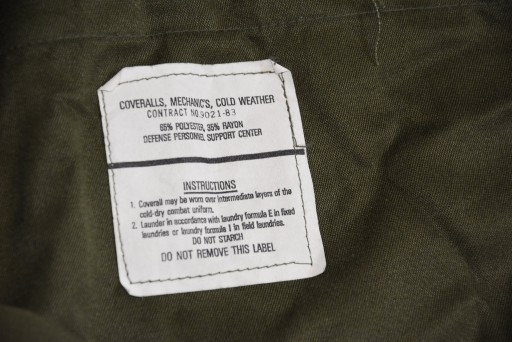 COVERALLS, MECHANIC'S, COLD WEATHER
CONTRACT NO.9021-83
65% POLYESTER, 35% RAYON
DEFENSE PERSONNEL SUPPORT CENTER
INSTRUCTIONS
1. Coverall may be worn over intermediate layers of the
cold-dry combat uniform.
2. Launder in accordance with laundry formula E in fixed
laundries or laundry formula I in field laundries.
DO NOT STARCH
DO NOT REMOVE THIS LABEL